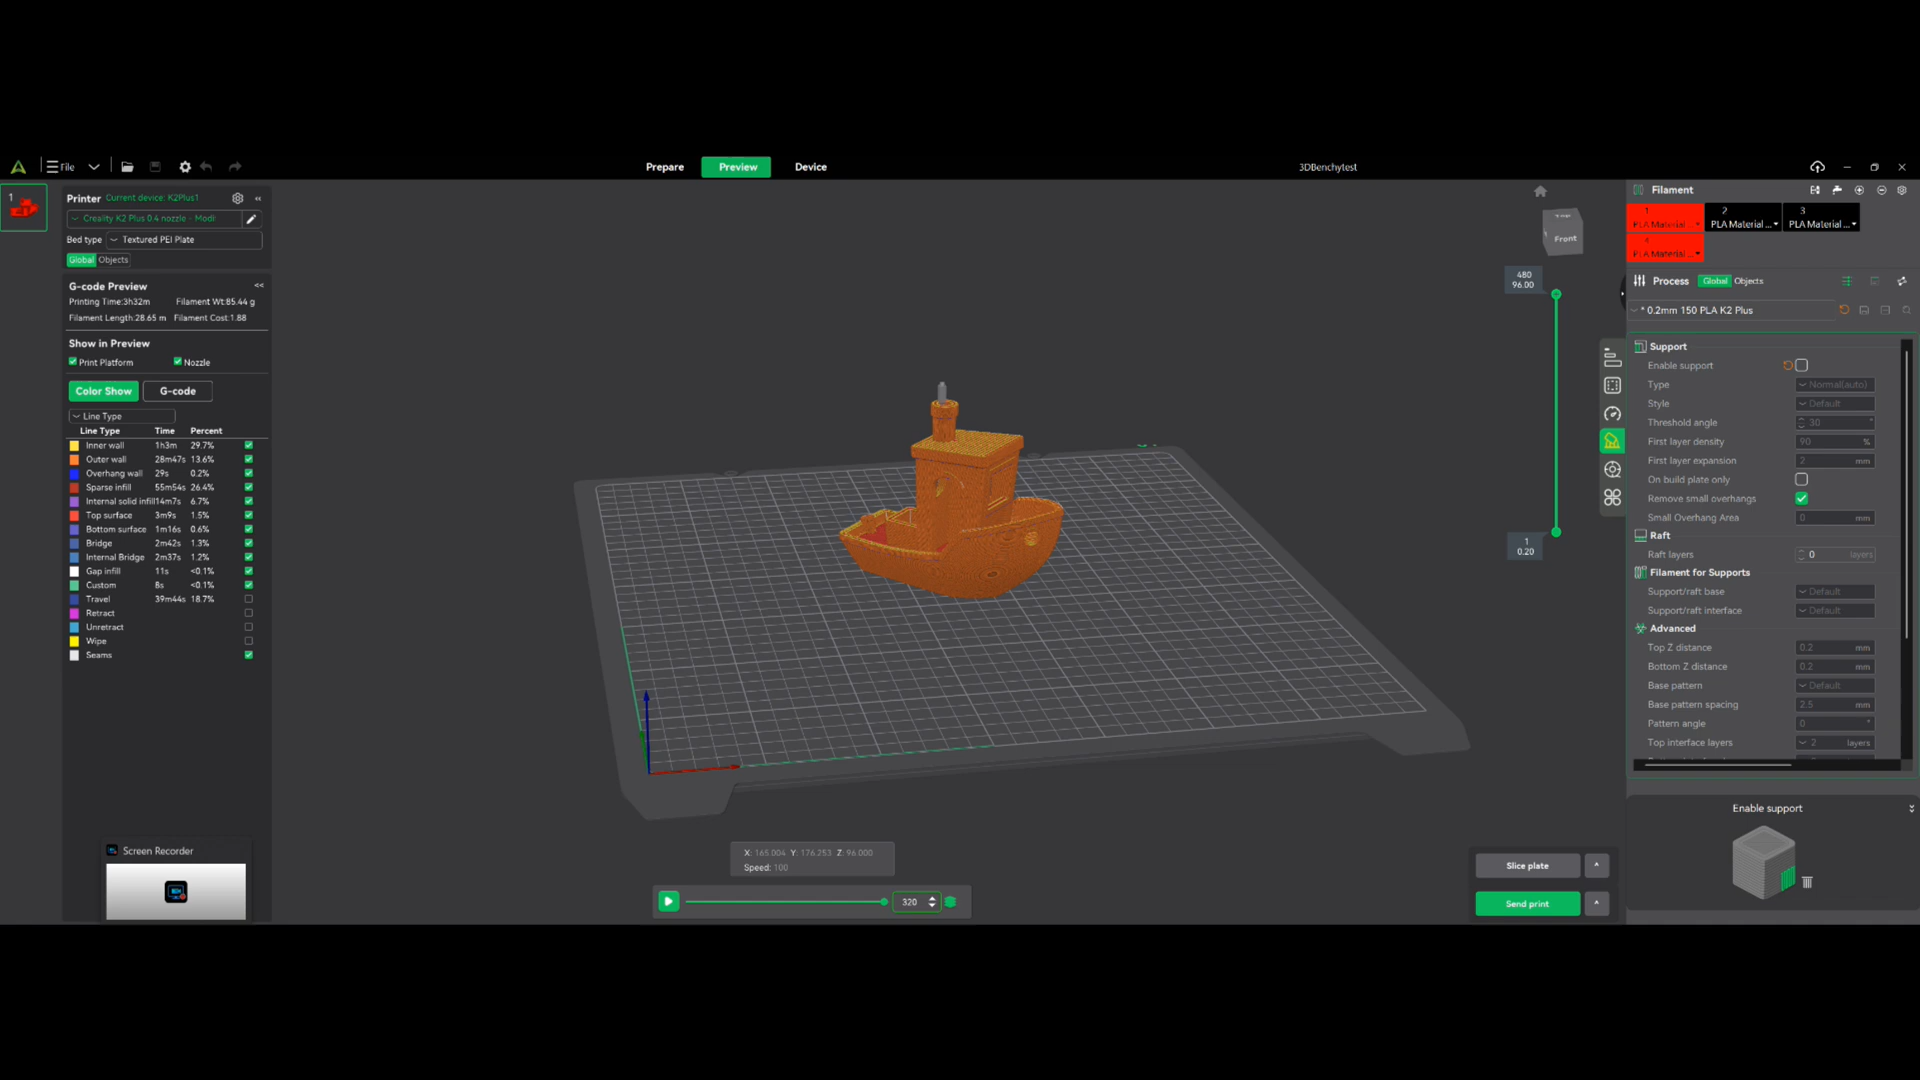 File
Prepare
Preview
Device
3DBenchytest
1
Printer Current device: K2Plus1
Creality K2 Plus 0.4 nozzle - Modi
Bed type Textured PEI Plate
Global Objects
G-code Preview <<
Printing Time:3h32m Filament Wt:85.44 g
Filament Length:28.65 m Filament Cost:1.88
Show in Preview
Print Platform Nozzle
Color Show G-code
Line Type
Line Type Time Percent
Inner wall 1h3m 29.7%
Outer wall 28m47s 13.6%
Overhang wall 29s 0.2%
Sparse infill 55m54s 26.4%
Internal solid infill14m7s 6.7%
Top surface 3m9s 1.5%
Bottom surface 1m16s 0.6%
Bridge 2m42s 1.3%
Internal Bridge 2m37s 1.2%
Gap infill 11s <0.1%
Custom 8s <0.1%
Travel 39m44s 18.7%
Retract
Unretract
Wipe
Seams
Screen Recorder
Front
480
96.00
1
0.20
X: 165.004 Y: 176.253 Z: 96.000
Speed: 100
320
Slice plate
Send print
Filament
1 2 3
PLA Material ... PLA Material ... PLA Material ...
4
PLA Material...
Process Global Objects
* 0.2mm 150 PLA K2 Plus
Support
Enable support
Type Normal(auto)
Style Default
Threshold angle 30 °
First layer density 90 %
First layer expansion 2 mm
On build plate only
Remove small overhangs
Small Overhang Area 0 mm
Raft
Raft layers 0 layers
Filament for Supports
Support/raft base Default
Support/raft interface Default
Advanced
Top Z distance 0.2 mm
Bottom Z distance 0.2 mm
Base pattern Default
Base pattern spacing 2.5 mm
Pattern angle 0 °
Top interface layers 2 layers
Enable support